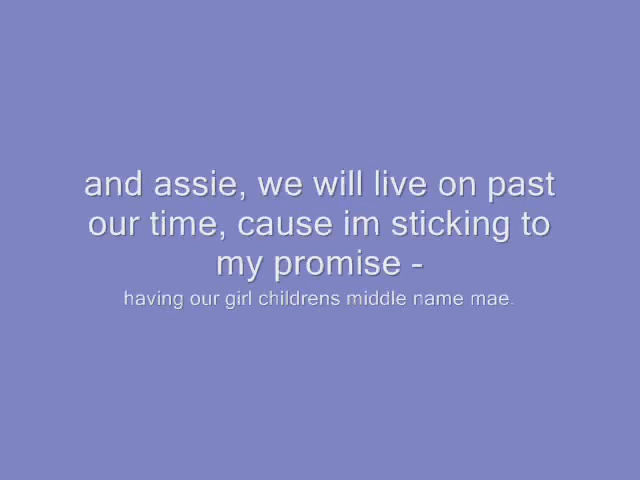 and assie, we will live on past
our time, cause im sticking to
my promise -
having our girl childrens middle name mae.